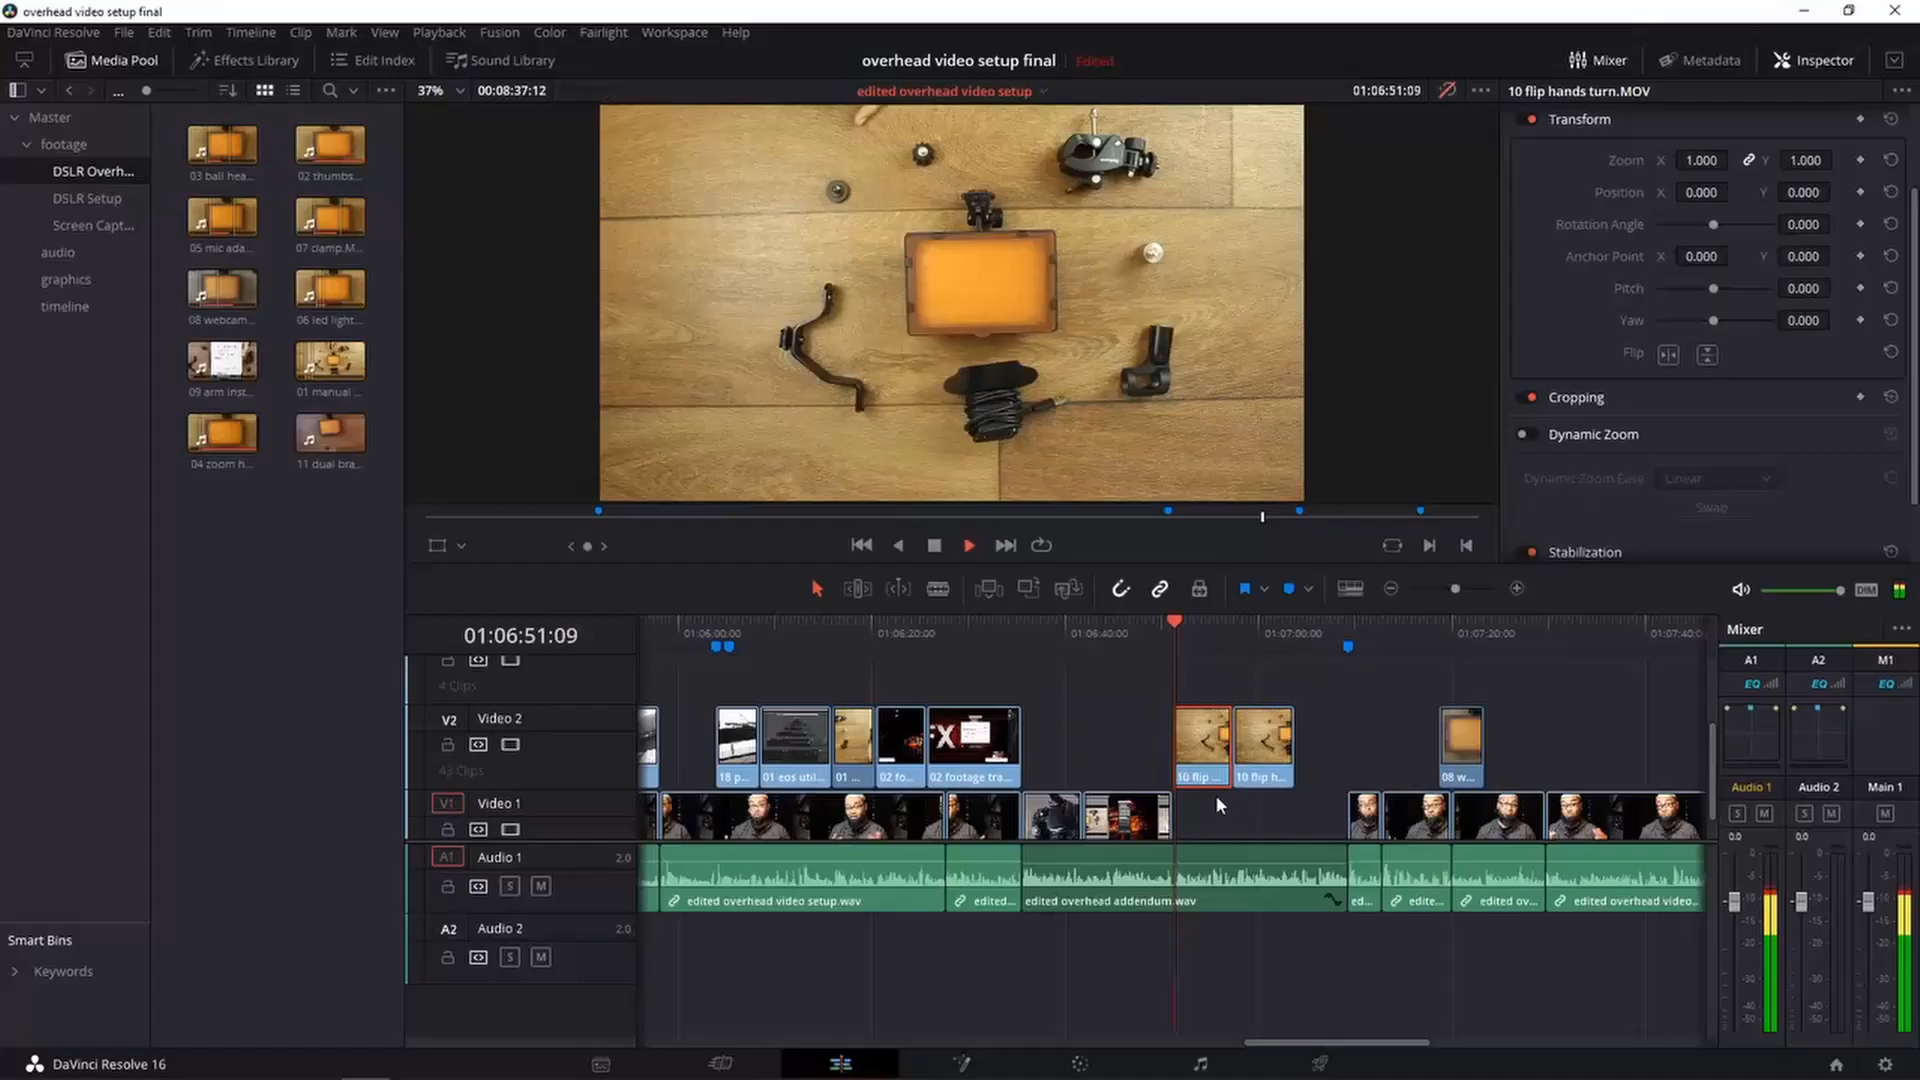 overhead video setup final
DaVinci Resolve File Edit Trim Timeline Clip Mark View Playback Fusion Color Fairlight Workspace Help
Media Pool Effects Library Edit Index Sound Library overhead video setup final Edited Mixer Metadata Inspector
... 37% 00:08:37:12 edited overhead video setup 01:06:51:09 10 flip hands turn.MOV
Master
footage
DSLR Overh...
DSLR Setup
Screen Capt...
audio
graphics
timeline
03 ball hea... 02 thumbs...
05 mic ada... 07 clamp.M...
08 webcam... 06 led light...
09 arm inst... 01 manual ...
04 zoom h... 11 dual bra...
Transform
Zoom X 1.000 Y 1.000
Position X 0.000 Y 0.000
Rotation Angle 0.000
Anchor Point X 0.000 Y 0.000
Pitch 0.000
Yaw 0.000
Flip
Cropping
Dynamic Zoom
Dynamic Zoom Ease Linear
Swap
Stabilization
DIM
01:06:51:09 01:06:00:00 01:06:20:00 01:06:40:00 01:07:00:00 01:07:20:00 01:07:40:0
4 Clips
V2 Video 2
43 Clips
18 p... 01 eos util... 01 ... 02 fo... 02 footage tra... 10 flip ... 10 flip h... 08 w...
V1 Video 1
A1 Audio 1 2.0
S M
edited overhead video setup.wav edited... edited overhead addendum.wav ed... edite... edited ov... edited overhead video...
A2 Audio 2 2.0
S M
Mixer
A1 A2 M1
EQ EQ EQ
Audio 1 Audio 2 Main 1
S M S M M
0.0 0.0 0.0
Smart Bins
Keywords
DaVinci Resolve 16